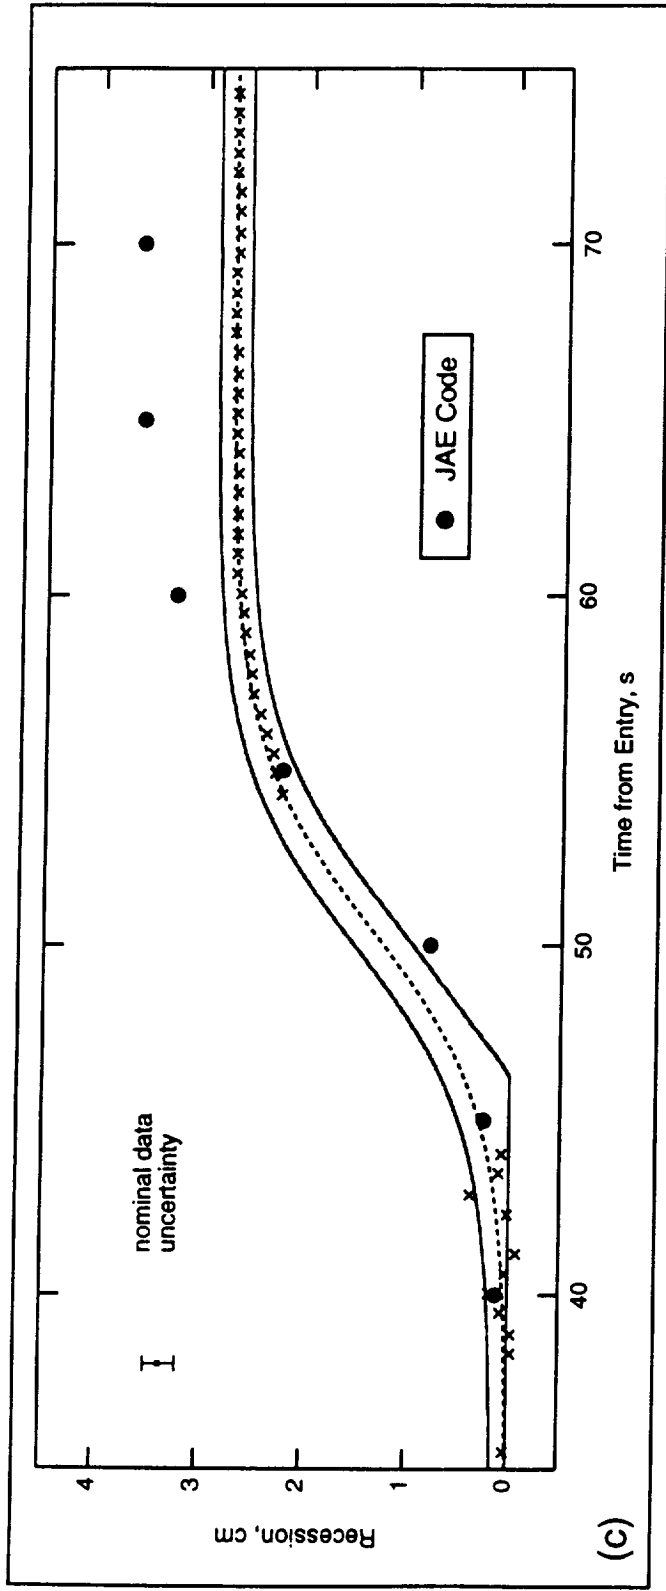 nominal data
uncertainty
Recession, cm
4
3
2
1
0
40
50
60
70
Time from Entry, s
JAE Code
(c)